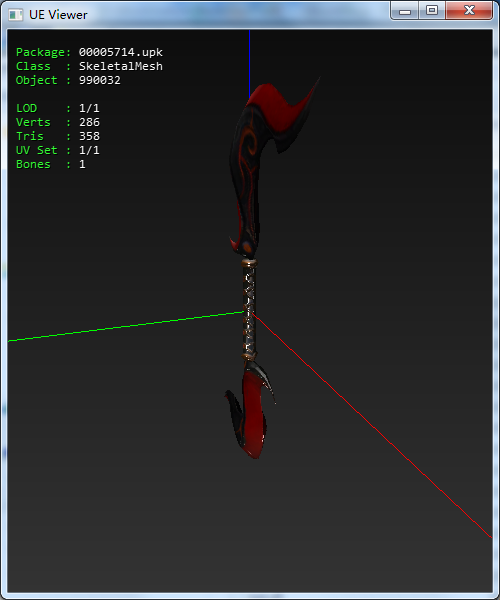 UE Viewer
Package: 00005714.upk
Class : SkeletalMesh
Object : 990032
LOD : 1/1
Verts : 286
Tris : 358
UV Set : 1/1
Bones : 1